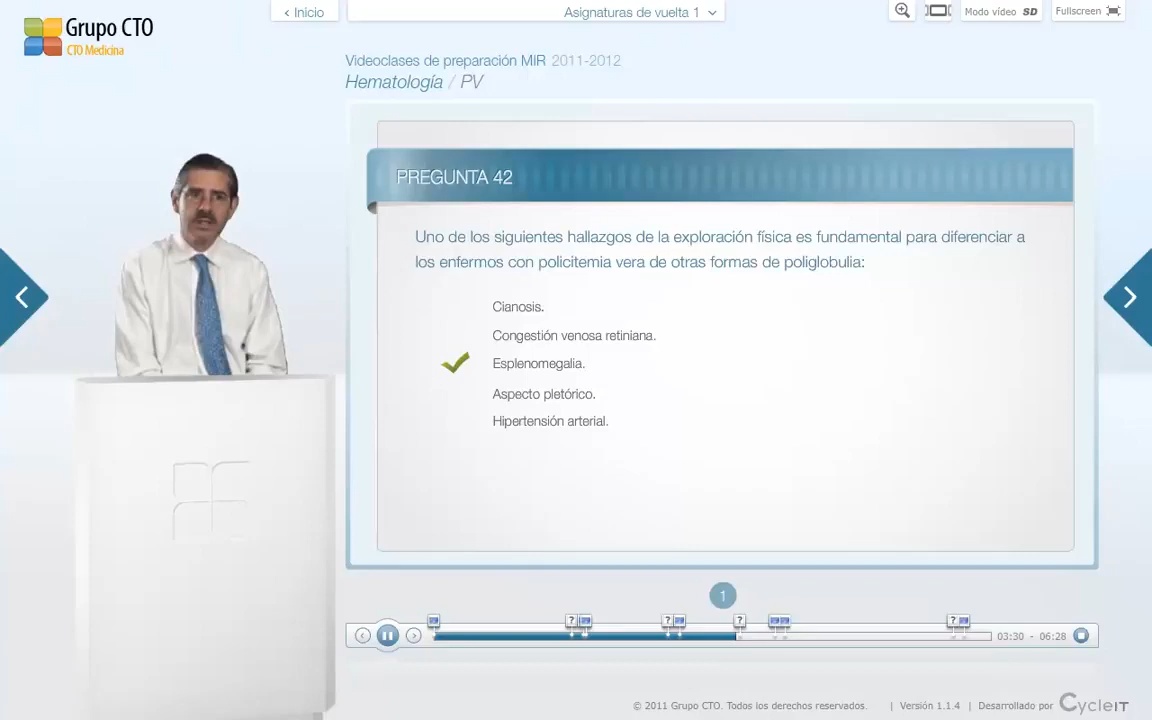 Grupo CTO
CTO Medicina
‹ Inicio
Asignaturas de vuelta 1
Modo vídeo SD
Fullscreen
Videoclases de preparación MIR 2011-2012
Hematología / PV
PREGUNTA 42
Uno de los siguientes hallazgos de la exploración física es fundamental para diferenciar a
los enfermos con policitemia vera de otras formas de poliglobulia:
Cianosis.
Congestión venosa retiniana.
Esplenomegalia.
Aspecto pletórico.
Hipertensión arterial.
1
? ? ? ?
03:30 - 06:28
© 2011 Grupo CTO. Todos los derechos reservados. | Versión 1.1.4 | Desarrollado por CycleIT